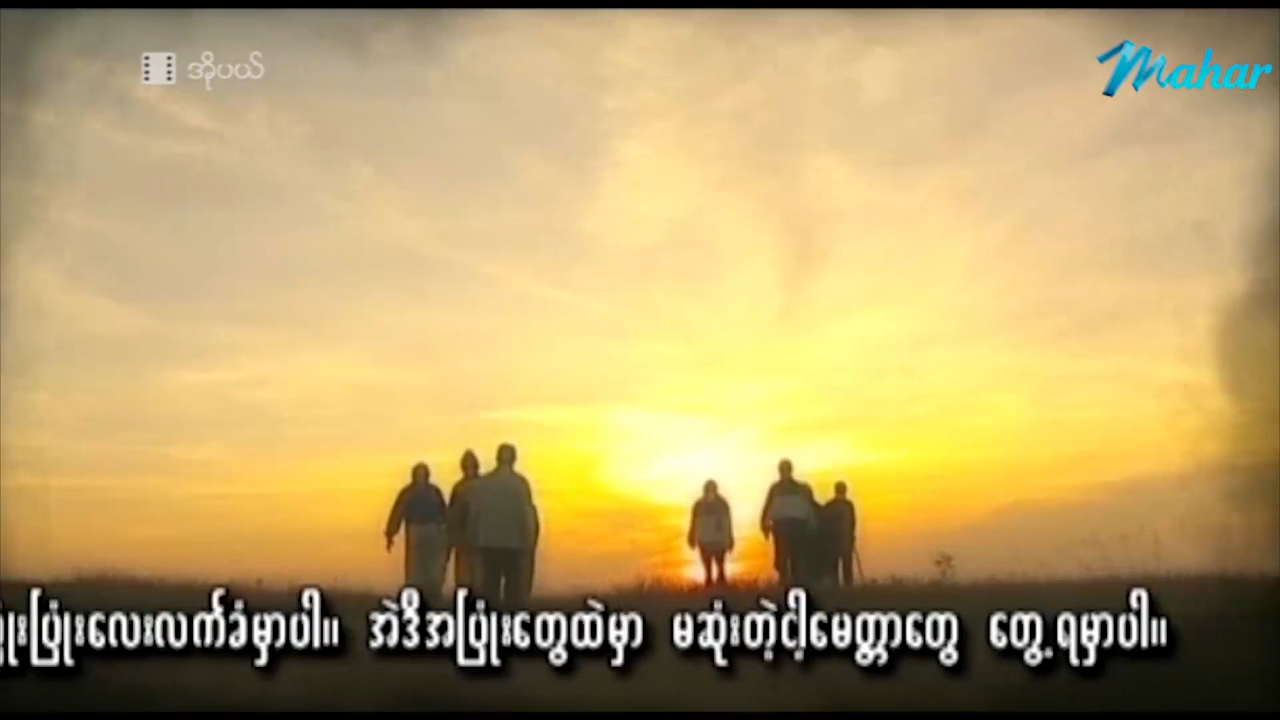 အိုပယ်
Mahar
ပြုံးလေးလက်ခံမှာပါ။ အဲဒီအပြုံးတွေထဲမှာ မဆုံးတဲ့ငါ့မေတ္တာတွေ တွေ့ရမှာပါ။